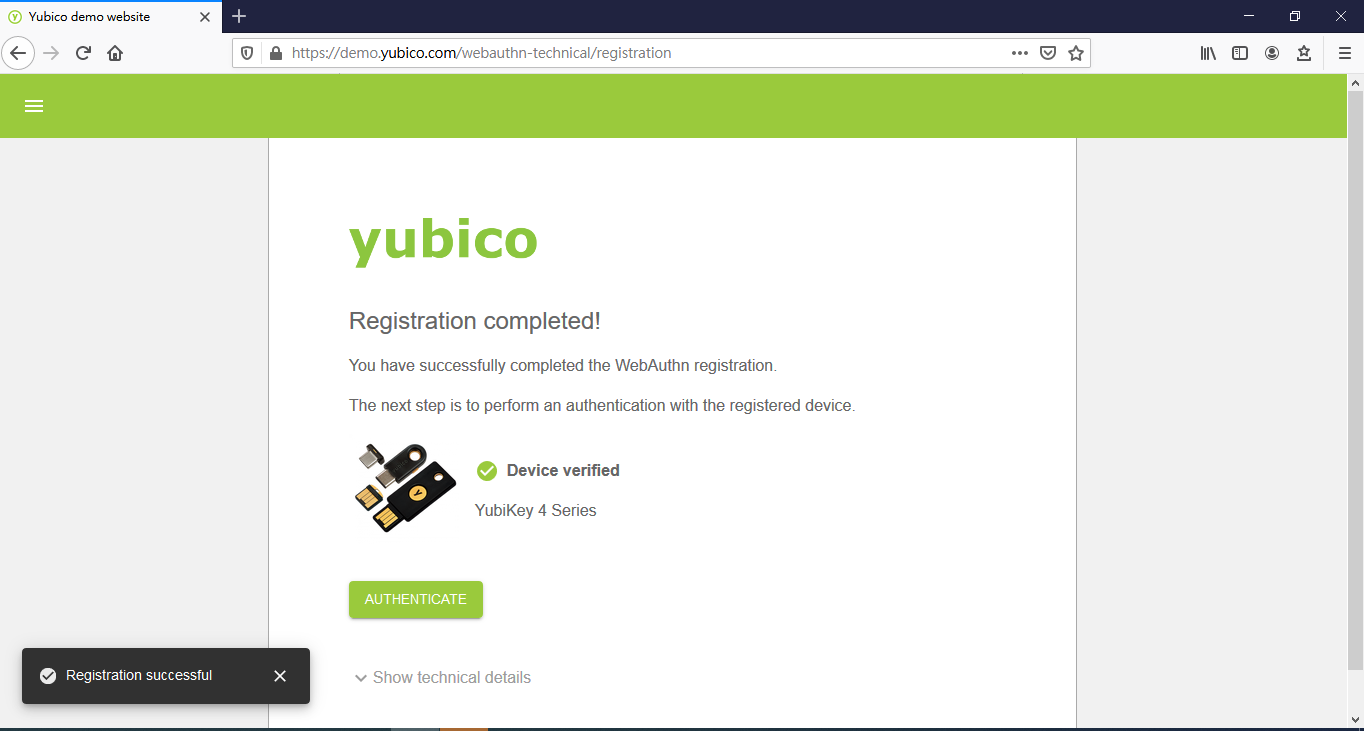 Yubico demo website
https://demo.yubico.com/webauthn-technical/registration
yubico
Registration completed!
You have successfully completed the WebAuthn registration.
The next step is to perform an authentication with the registered device.
Device verified
YubiKey 4 Series
AUTHENTICATE
Registration successful
Show technical details